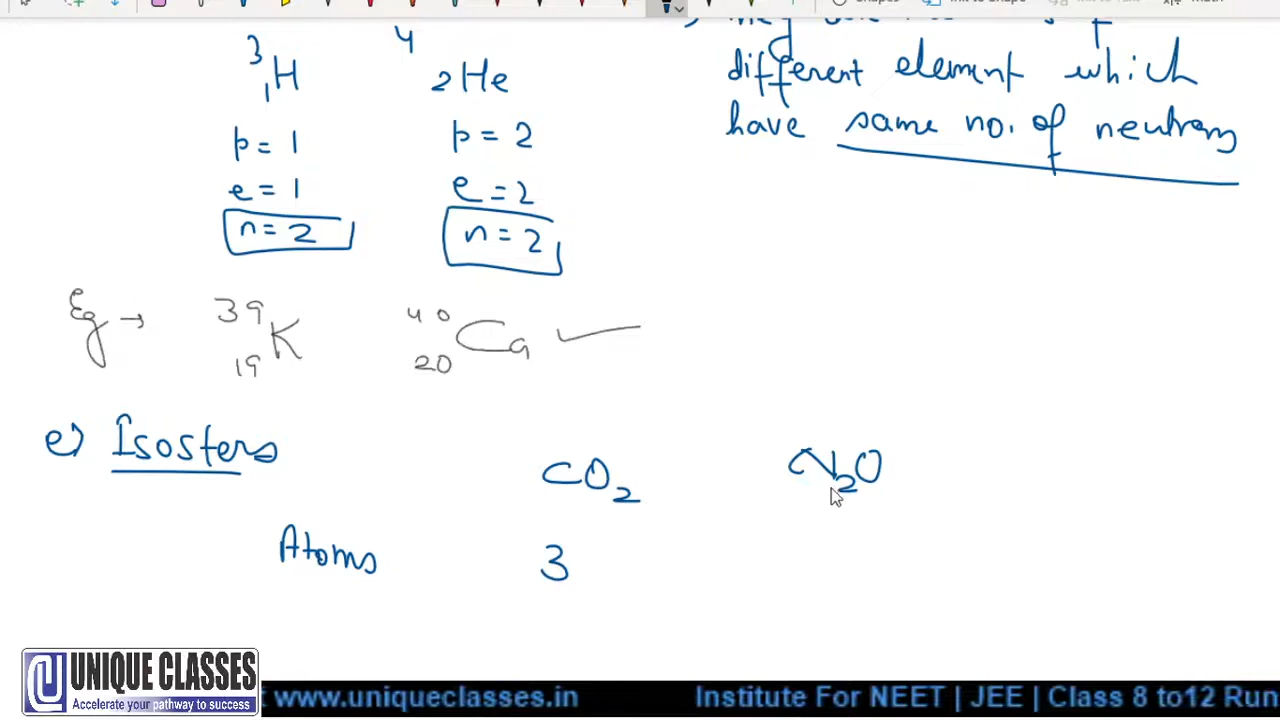 different element which
have same no. of neutrons
3 1H
4 2He
p = 1
p = 2
e = 1
e = 2
n = 2
n = 2
Eg → 39 19K 40 20Ca
e) Isosters
CO2 N2O
Atoms 3
UNIQUE CLASSES
Accelerate your pathway to success
www.uniqueclasses.in Institute For NEET | JEE | Class 8 to12 Run